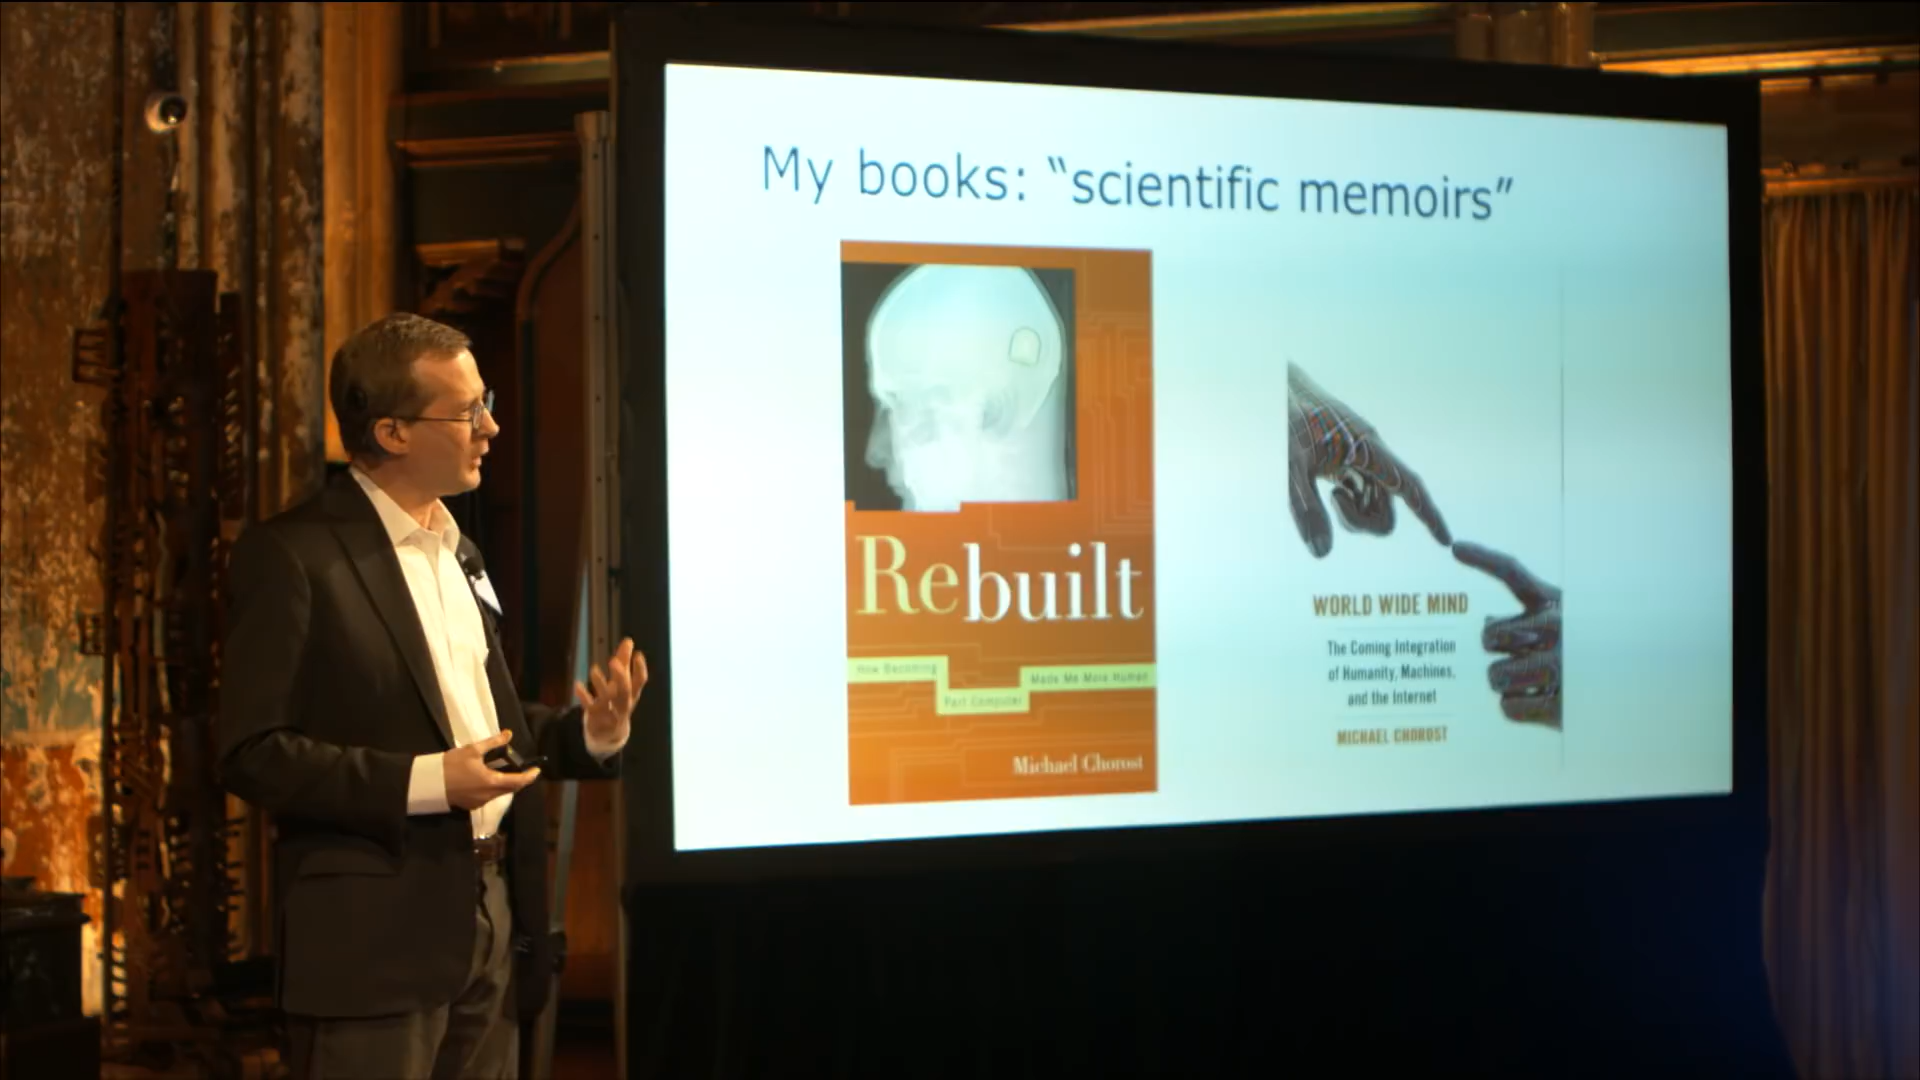 My books: “scientific memoirs”
Rebuilt
How Becoming
Part Computer
Made Me More Human
Michael Chorost
WORLD WIDE MIND
The Coming Integration
of Humanity, Machines,
and the Internet
MICHAEL CHOROST